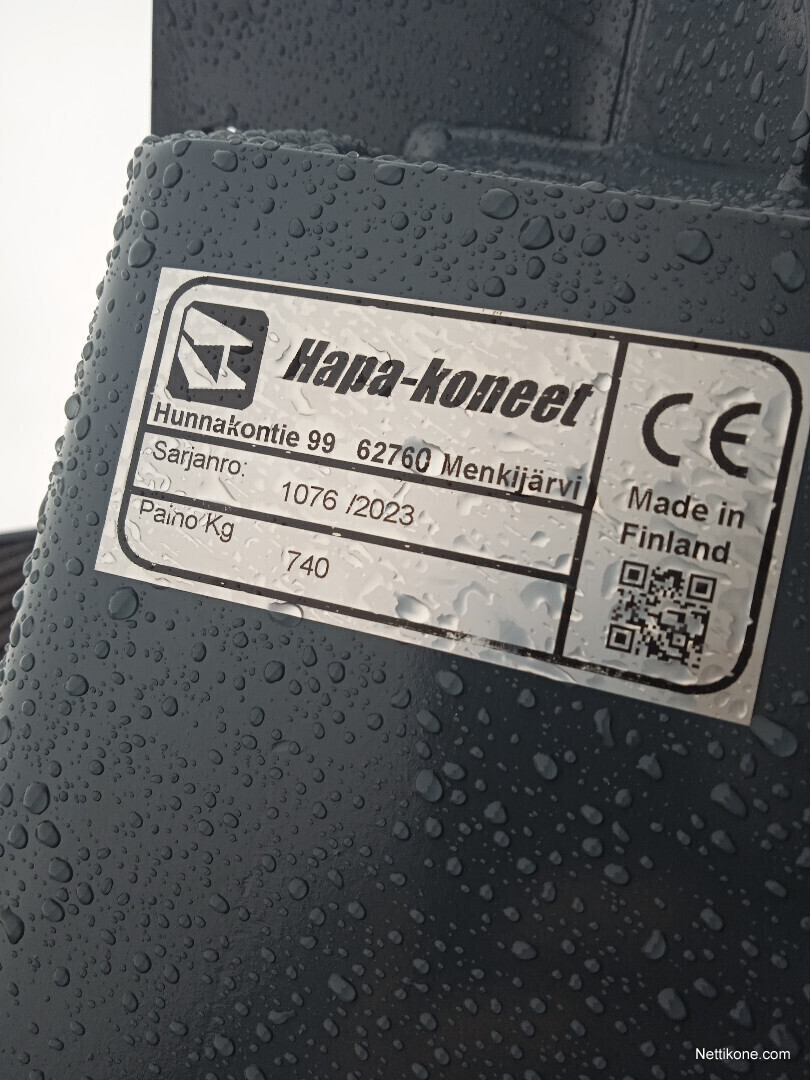 Hapa-koneet
Hunnakontie 99 62760 Menkijärvi
Sarjanro: 1076 /2023
Paino Kg 740
CE
Made in
Finland
Nettikone.com